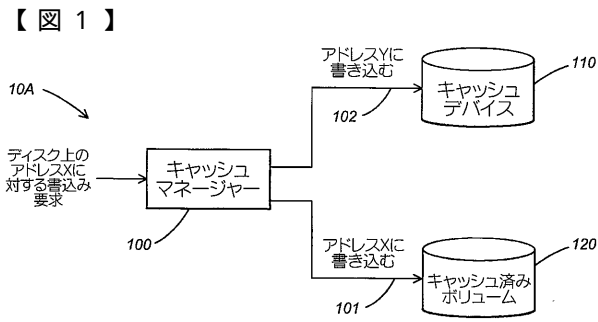 【図1】
10A
ディスク上の
アドレスXに
対する書込み
要求
キャッシュ
マネージャー
100
アドレスYに
書き込む
102
キャッシュ
デバイス
110
アドレスXに
書き込む
101
キャッシュ済み
ボリューム
120